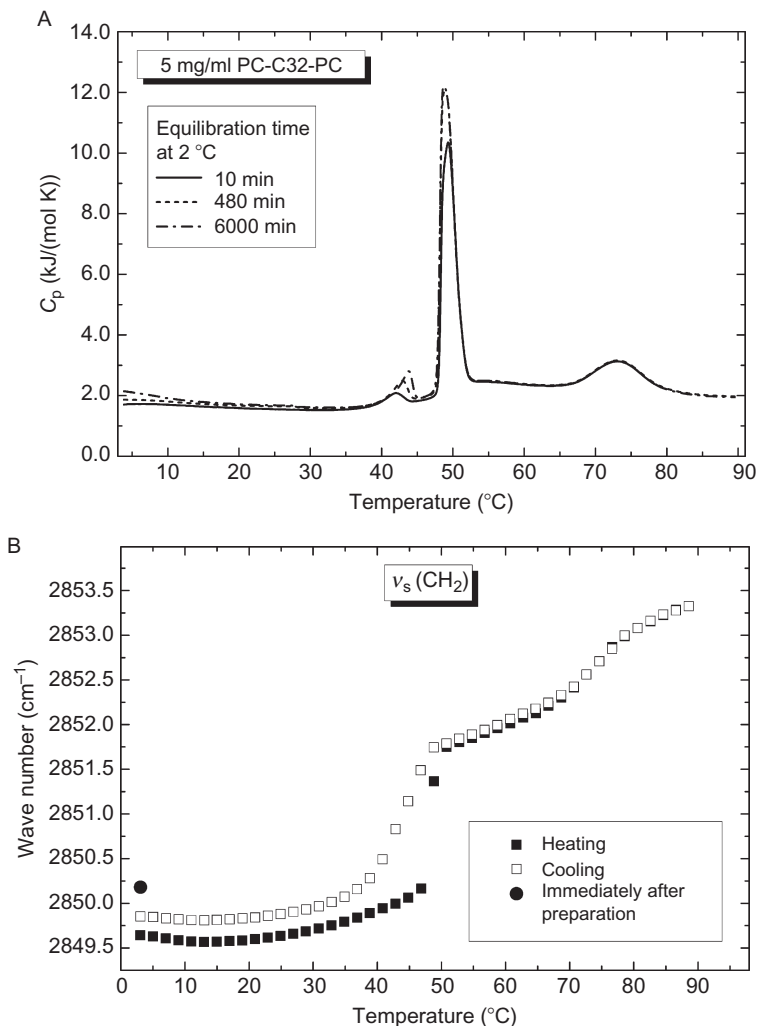 A
14.0
12.0
10.0
8.0
6.0
4.0
2.0
0.0
Cp (kJ/(mol K))
5 mg/ml PC-C32-PC
Equilibration time
at 2 °C
10 min
480 min
6000 min
10 20 30 40 50 60 70 80 90
Temperature (°C)
B
2853.5
2853.0
2852.5
2852.0
2851.5
2851.0
2850.5
2850.0
2849.5
Wave number (cm⁻¹)
νs (CH₂)
Heating
Cooling
Immediately after
preparation
0 10 20 30 40 50 60 70 80 90
Temperature (°C)